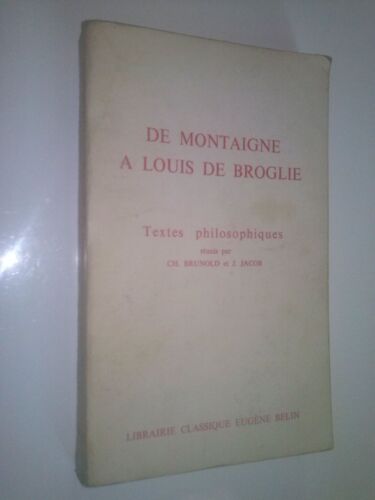 DE MONTAIGNE
A LOUIS DE BROGLIE
Textes philosophiques
réunis par
CH. BRUNOLD et J. JACOB
LIBRAIRIE CLASSIQUE EUGÈNE BELIN